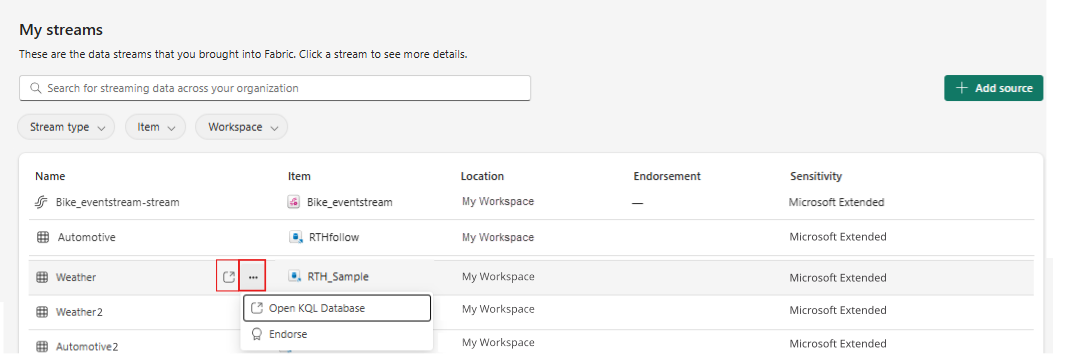 My streams
These are the data streams that you brought into Fabric. Click a stream to see more details.
Search for streaming data across your organization
Add source
Stream type Item Workspace
Name Item Location Endorsement Sensitivity
Bike_eventstream-stream Bike_eventstream My Workspace — Microsoft Extended
Automotive RTHfollow My Workspace Microsoft Extended
Weather ... RTH_Sample My Workspace Microsoft Extended
Open KQL Database
Weather2 My Workspace Microsoft Extended
Endorse
Automotive2 My Workspace Microsoft Extended